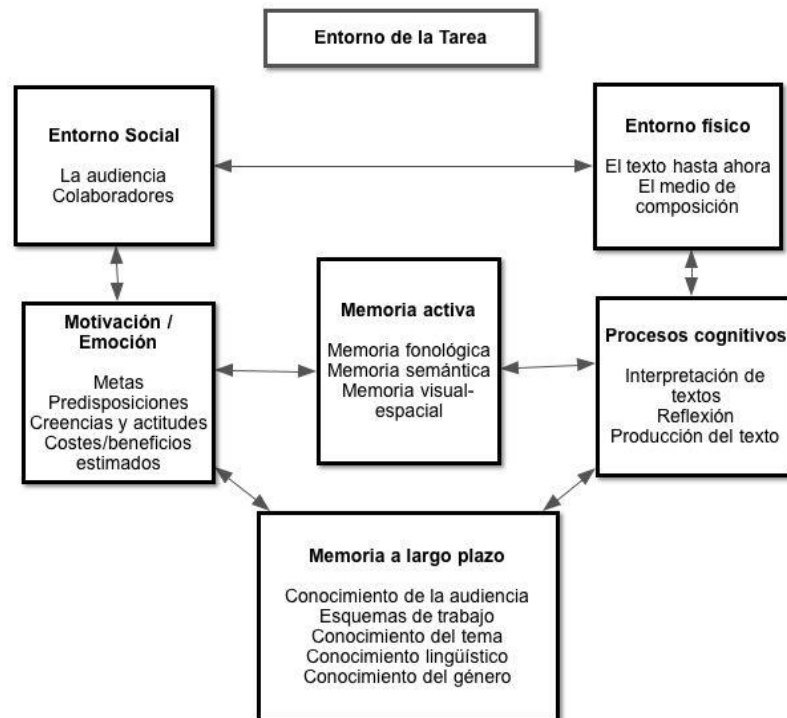 Entorno de la Tarea
Entorno Social
La audiencia
Colaboradores
Entorno físico
El texto hasta ahora
El medio de
composición
Motivación /
Emoción
Metas
Predisposiciones
Creencias y actitudes
Costes/beneficios
estimados
Memoria activa
Memoria fonológica
Memoria semántica
Memoria visual-
espacial
Procesos cognitivos
Interpretación de
textos
Reflexión
Producción del texto
Memoria a largo plazo
Conocimiento de la audiencia
Esquemas de trabajo
Conocimiento del tema
Conocimiento lingüístico
Conocimiento del género